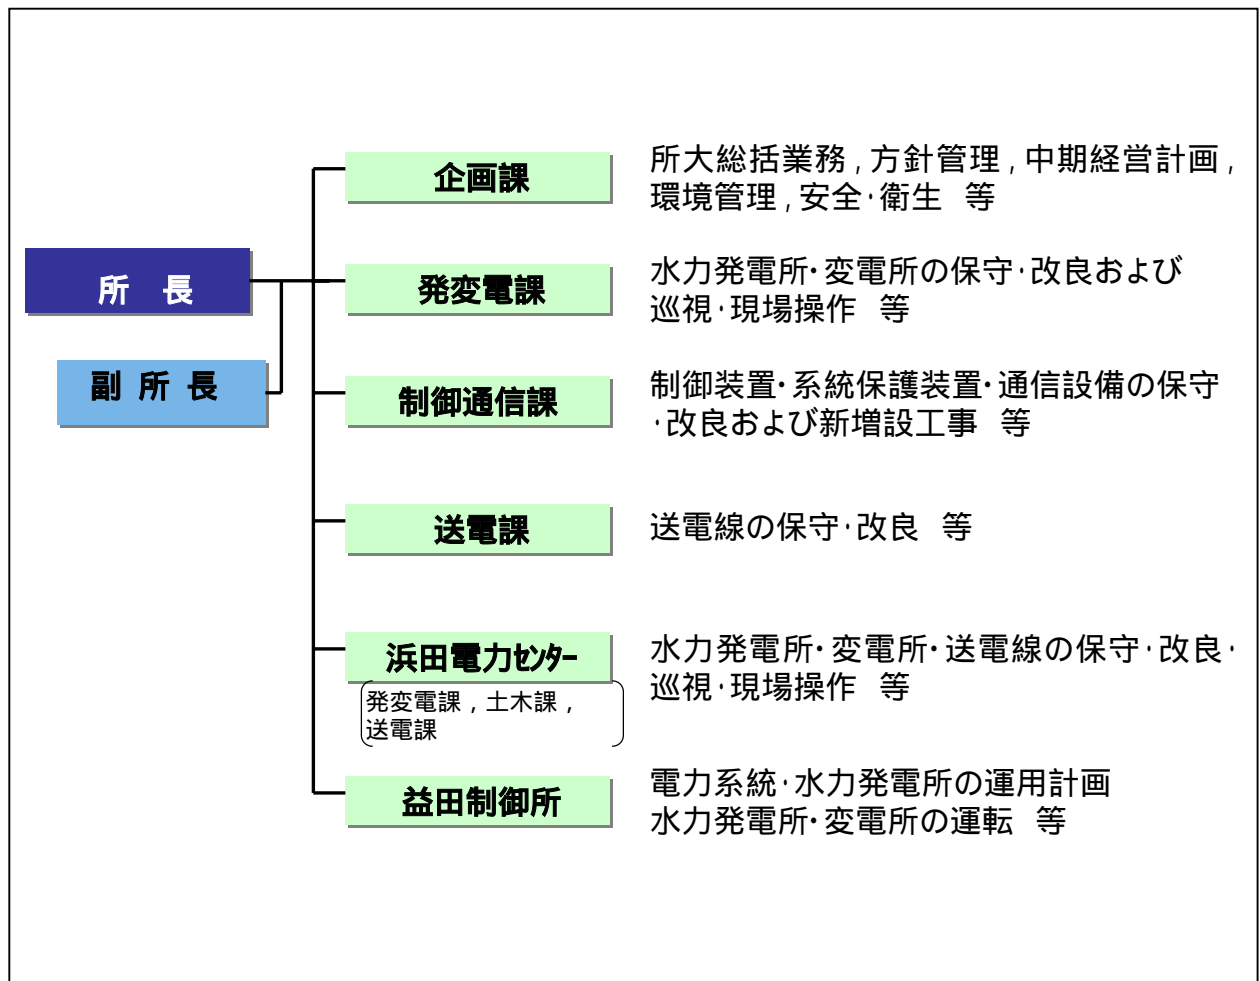 企画課
所大総括業務,方針管理,中期経営計画,
環境管理,安全・衛生 等
所 長
発変電課
水力発電所・変電所の保守・改良および
巡視・現場操作 等
副 所 長
制御通信課
制御装置・系統保護装置・通信設備の保守
・改良および新増設工事 等
送電課
送電線の保守・改良 等
浜田電力ｾﾝﾀｰ
水力発電所・変電所・送電線の保守・改良・
巡視・現場操作 等
発変電課,土木課,
送電課
益田制御所
電力系統・水力発電所の運用計画
水力発電所・変電所の運転 等